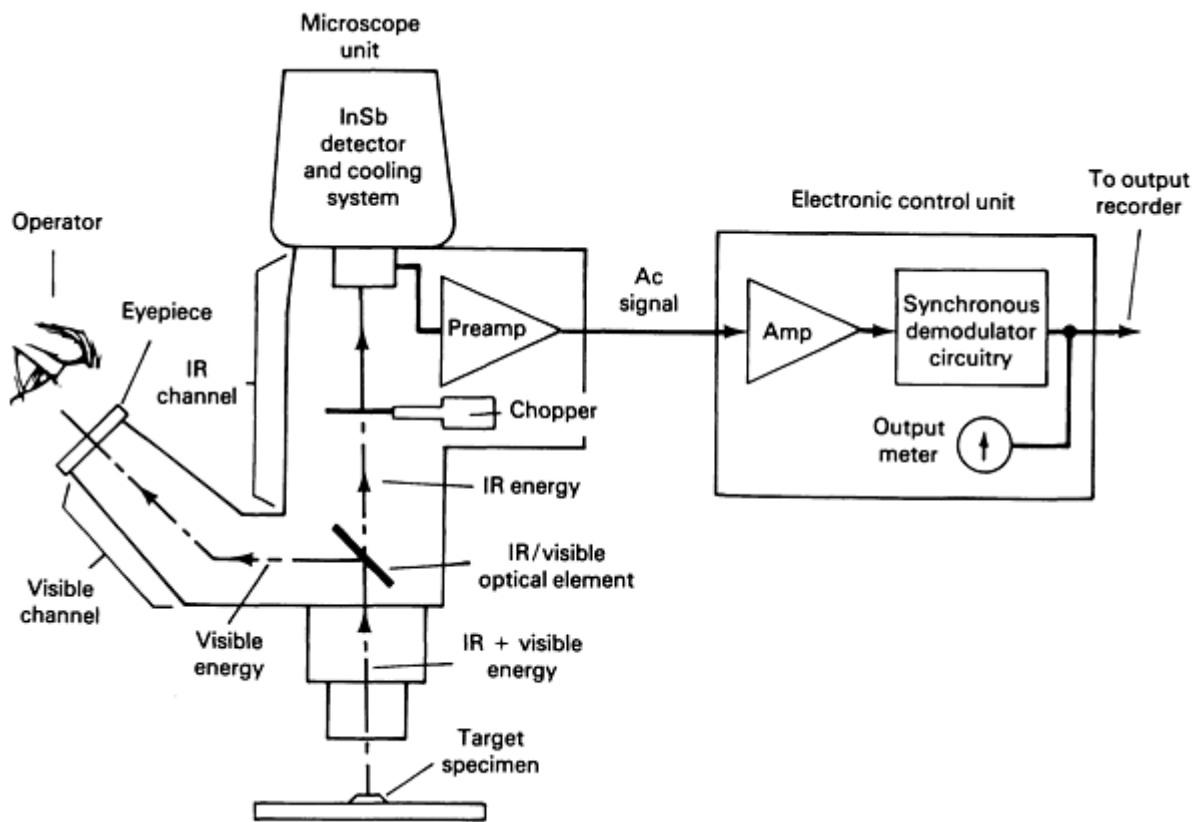 Microscope
unit
InSb
detector
and cooling
system
Operator
Eyepiece
IR
channel
Preamp
Chopper
IR energy
IR/visible
optical element
Visible
channel
Visible
energy
IR + visible
energy
Target
specimen
Ac
signal
Electronic control unit
To output
recorder
Amp
Synchronous
demodulator
circuitry
Output
meter